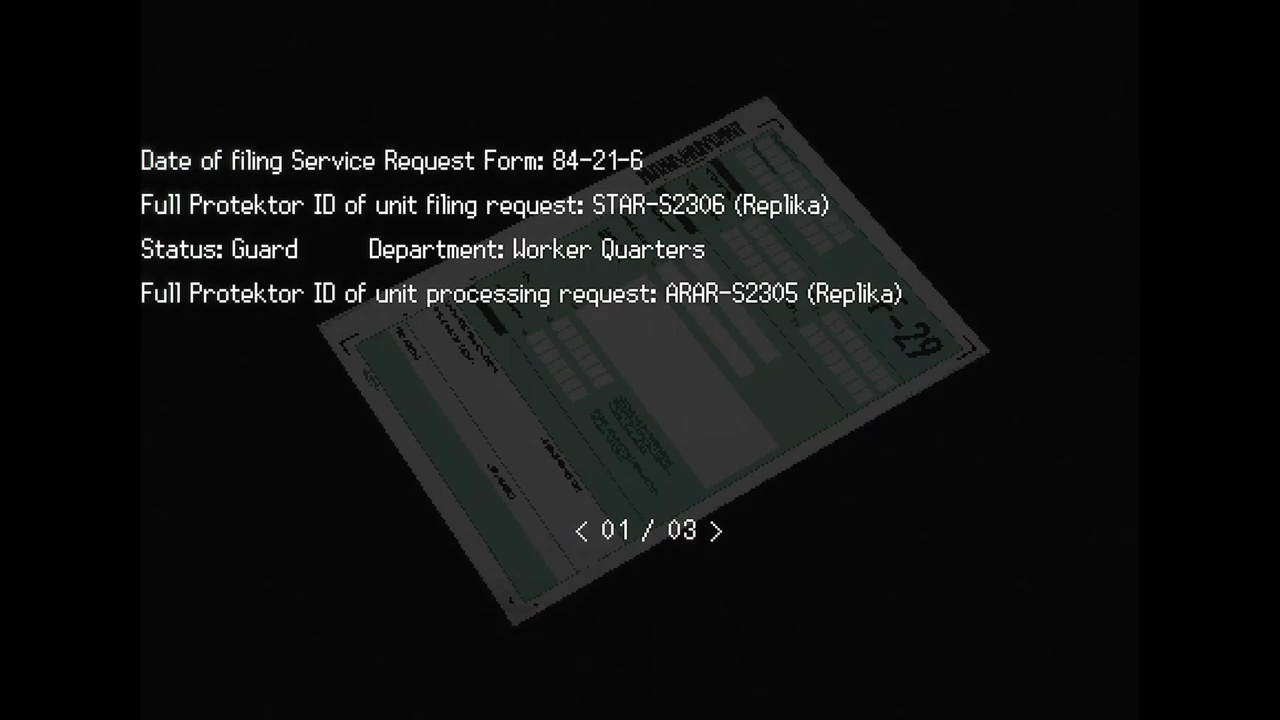 Date of filing Service Request Form: 84-21-6
Full Protektor ID of unit filing request: STAR-S2306 (Replika)
Status: Guard Department: Worker Quarters
Full Protektor ID of unit processing request: ARAR-S2305 (Replika)
< 01 / 03 >